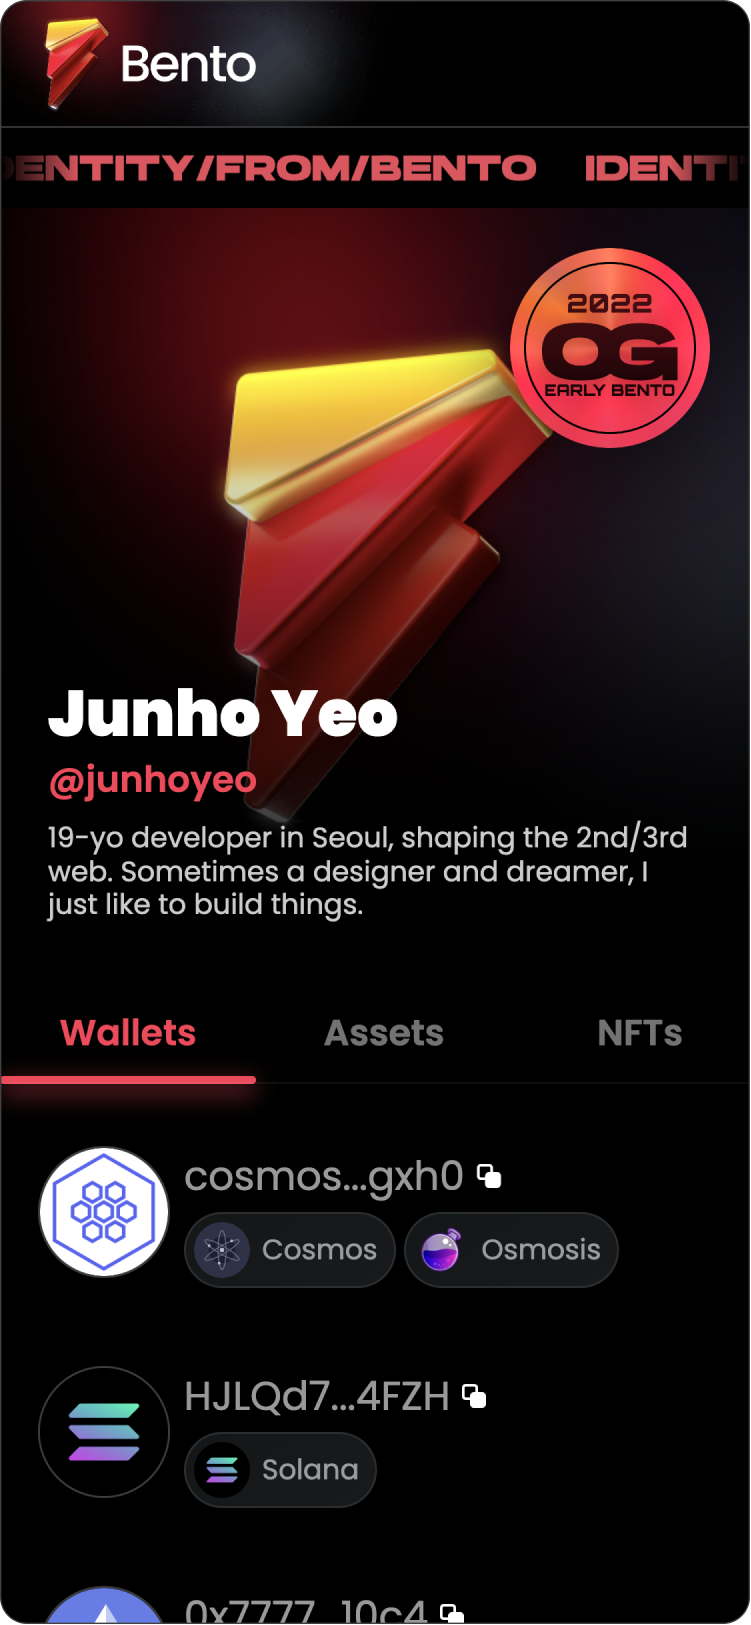 Bento
DENTITY/FROM/BENTO IDENTI
2022
OG
EARLY BENTO
Junho Yeo
@junhoyeo
19-yo developer in Seoul, shaping the 2nd/3rd
web. Sometimes a designer and dreamer, I
just like to build things.
Wallets Assets NFTs
cosmos...gxh0
Cosmos Osmosis
HJLQd7...4FZH
Solana
0x7777...10c4